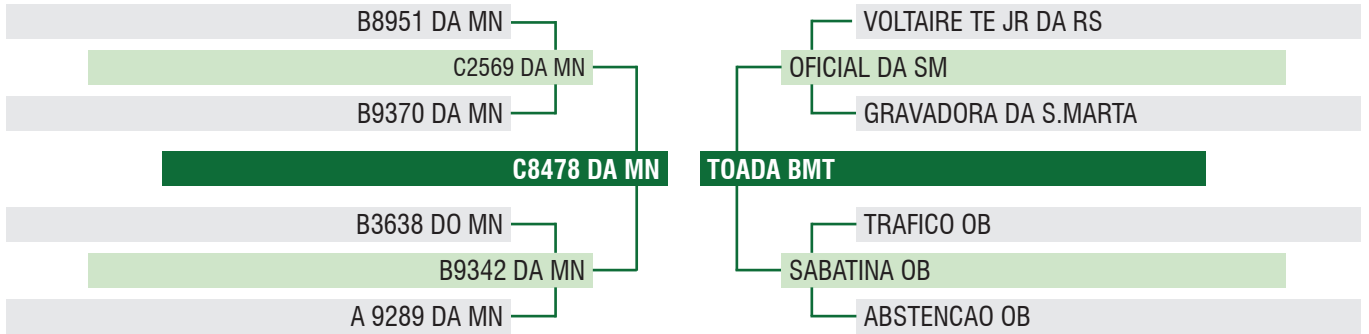 B8951 DA MN
VOLTAIRE TE JR DA RS
C2569 DA MN
OFICIAL DA SM
B9370 DA MN
GRAVADORA DA S.MARTA
C8478 DA MN
TOADA BMT
B3638 DO MN
TRAFICO OB
B9342 DA MN
SABATINA OB
A 9289 DA MN
ABSTENCAO OB